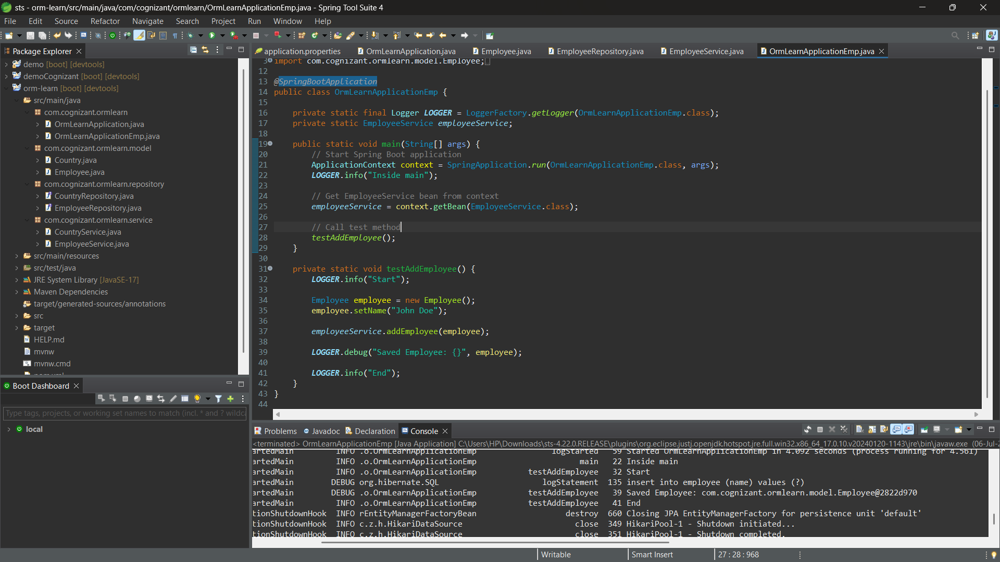 sts - orm-learn/src/main/java/com/cognizant/ormlearn/OrmLearnApplicationEmp.java - Spring Tool Suite 4
File Edit Source Refactor Navigate Search Project Run Window Help
Package Explorer
demo [boot] [devtools]
demoCognizant [boot] [devtools]
orm-learn [boot] [devtools]
src/main/java
com.cognizant.ormlearn
OrmLearnApplication.java
OrmLearnApplicationEmp.java
com.cognizant.ormlearn.model
Country.java
Employee.java
com.cognizant.ormlearn.repository
CountryRepository.java
EmployeeRepository.java
com.cognizant.ormlearn.service
CountryService.java
EmployeeService.java
src/main/resources
src/test/java
JRE System Library [JavaSE-17]
Maven Dependencies
target/generated-sources/annotations
src
target
HELP.md
mvnw
mvnw.cmd
Boot Dashboard
Type tags, projects, or working set names to match (incl. * and ? wildca
local
application.properties OrmLearnApplication.java Employee.java EmployeeRepository.java EmployeeService.java OrmLearnApplicationEmp.java
3 import com.cognizant.ormlearn.model.Employee;
12
13 @SpringBootApplication
14 public class OrmLearnApplicationEmp {
15
16 private static final Logger LOGGER = LoggerFactory.getLogger(OrmLearnApplicationEmp.class);
17 private static EmployeeService employeeService;
18
19 public static void main(String[] args) {
20 // Start Spring Boot application
21 ApplicationContext context = SpringApplication.run(OrmLearnApplicationEmp.class, args);
22 LOGGER.info("Inside main");
23
24 // Get EmployeeService bean from context
25 employeeService = context.getBean(EmployeeService.class);
26
27 // Call test method
28 testAddEmployee();
29 }
30
31 private static void testAddEmployee() {
32 LOGGER.info("Start");
33
34 Employee employee = new Employee();
35 employee.setName("John Doe");
36
37 employeeService.addEmployee(employee);
38
39 LOGGER.debug("Saved Employee: {}", employee);
40
41 LOGGER.info("End");
42 }
43 }
44
Problems Javadoc Declaration Console
<terminated> OrmLearnApplicationEmp [Java Application] C:\Users\HP\Downloads\sts-4.22.0.RELEASE\plugins\org.eclipse.justj.openjdk.hotspot.jre.full.win32.x86_64_17.0.10.v20240120-1143\jre\bin\javaw.exe (06-Jul-
artedMain INFO .o.OrmLearnApplicationEmp logStarted 59 Started OrmLearnApplicationEmp in 4.092 seconds (process running for 4.561)
artedMain INFO .o.OrmLearnApplicationEmp main 22 Inside main
artedMain INFO .o.OrmLearnApplicationEmp testAddEmployee 32 Start
artedMain DEBUG org.hibernate.SQL logStatement 135 insert into employee (name) values (?)
artedMain DEBUG .o.OrmLearnApplicationEmp testAddEmployee 39 Saved Employee: com.cognizant.ormlearn.model.Employee@2822d970
artedMain INFO .o.OrmLearnApplicationEmp testAddEmployee 41 End
tionShutdownHook INFO rEntityManagerFactoryBean destroy 660 Closing JPA EntityManagerFactory for persistence unit 'default'
tionShutdownHook INFO c.z.h.HikariDataSource close 349 HikariPool-1 - Shutdown initiated...
tionShutdownHook INFO c.z.h.HikariDataSource close 351 HikariPool-1 - Shutdown completed.
Writable Smart Insert 27 : 28 : 968